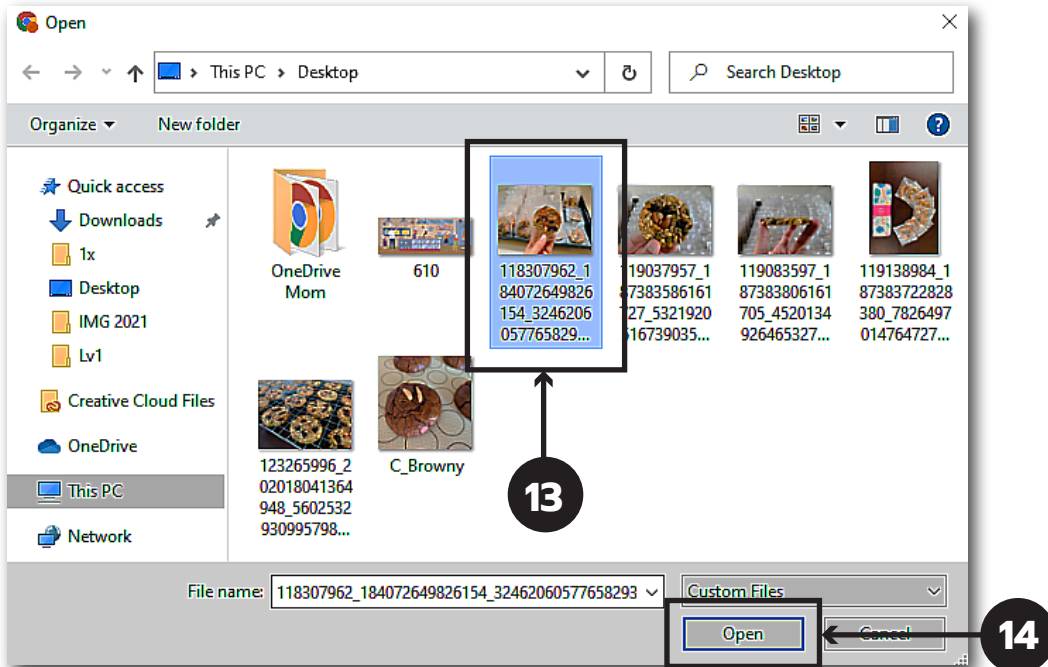 Open
This PC > Desktop
Search Desktop
Organize
New folder
Quick access
Downloads
1x
Desktop
IMG 2021
Lv1
Creative Cloud Files
OneDrive
This PC
Network
OneDrive
Mom
610
118307962_1
84072649826
154_3246206
057765829...
119037957_1
87383586161
727_5321920
516739035...
119083597_1
87383806161
705_4520134
926465327...
119138984_1
87383722828
380_7826497
014764727...
123265996_2
02018041364
948_5602532
930995798...
C_Browny
13
File name:
118307962_184072649826154_32462060577658293
Custom Files
Open
Cancel
14